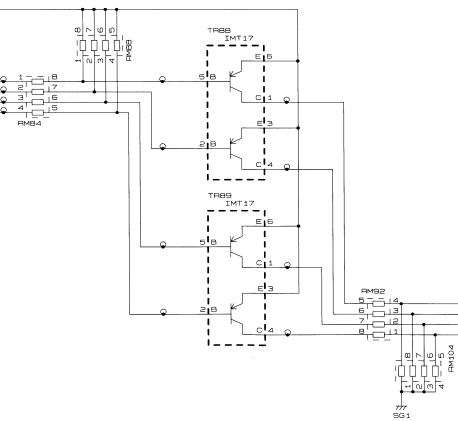 TR88
IMT17
8 7 6 5
1 2 3 4
RM88
E 6
5 B
C 1
1 8
2 7
3 6
4 5
RM84
E 3
2 B
C 4
TR89
IMT17
E 6
5 B
C 1
E 3
2 B
C 4
RM92
5 4
6 3
7 2
8 1
8 7 6 5
1 2 3 4
RM104
SG1